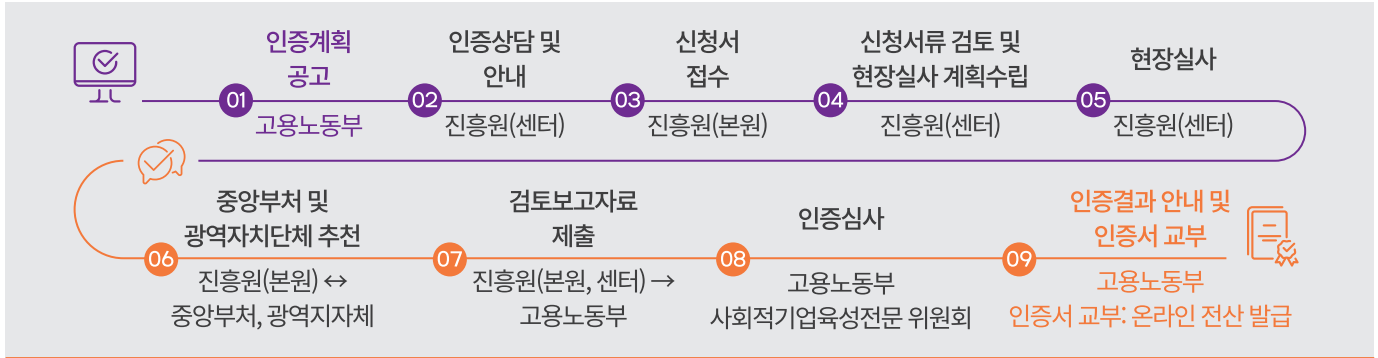 인증계획
공고
01
고용노동부
인증상담 및
안내
02
진흥원(센터)
신청서
접수
03
진흥원(본원)
신청서류 검토 및
현장실사 계획수립
04
진흥원(센터)
현장실사
05
진흥원(센터)
중앙부처 및
광역자치단체 추천
06
진흥원(본원) ↔
중앙부처, 광역지자체
검토보고자료
제출
07
진흥원(본원, 센터) →
고용노동부
인증심사
08
고용노동부
사회적기업육성전문 위원회
인증결과 안내 및
인증서 교부
09
고용노동부
인증서 교부: 온라인 전산 발급